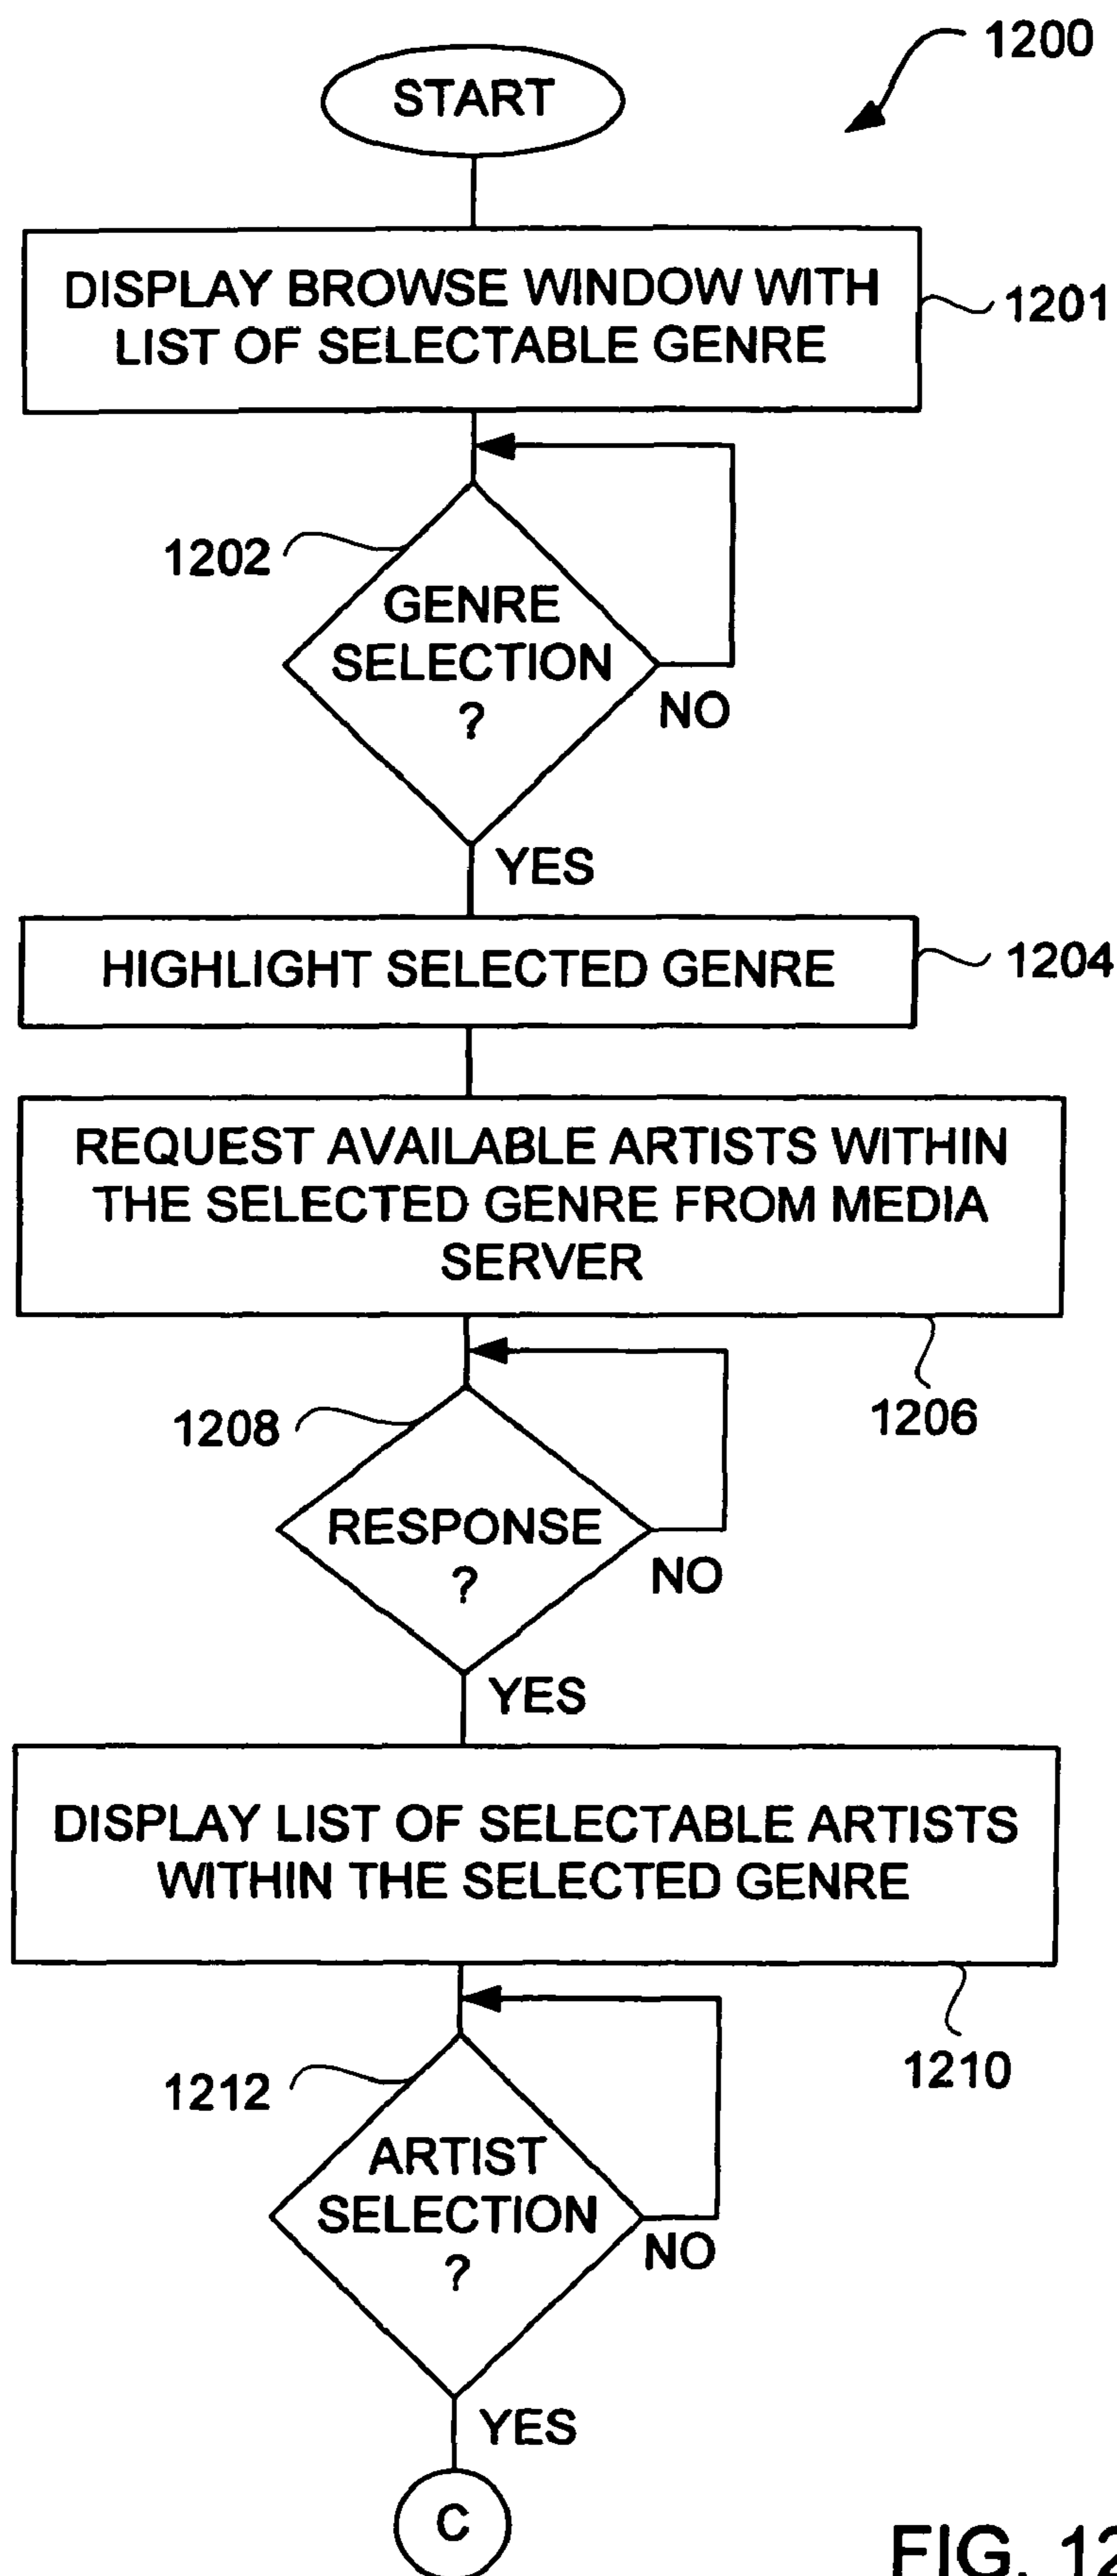 1200
START
DISPLAY BROWSE WINDOW WITH
LIST OF SELECTABLE GENRE
1201
1202
GENRE
SELECTION
?
NO
YES
HIGHLIGHT SELECTED GENRE
1204
REQUEST AVAILABLE ARTISTS WITHIN
THE SELECTED GENRE FROM MEDIA
SERVER
1206
1208
RESPONSE
?
NO
YES
DISPLAY LIST OF SELECTABLE ARTISTS
WITHIN THE SELECTED GENRE
1210
1212
ARTIST
SELECTION
?
NO
YES
C
FIG. 12